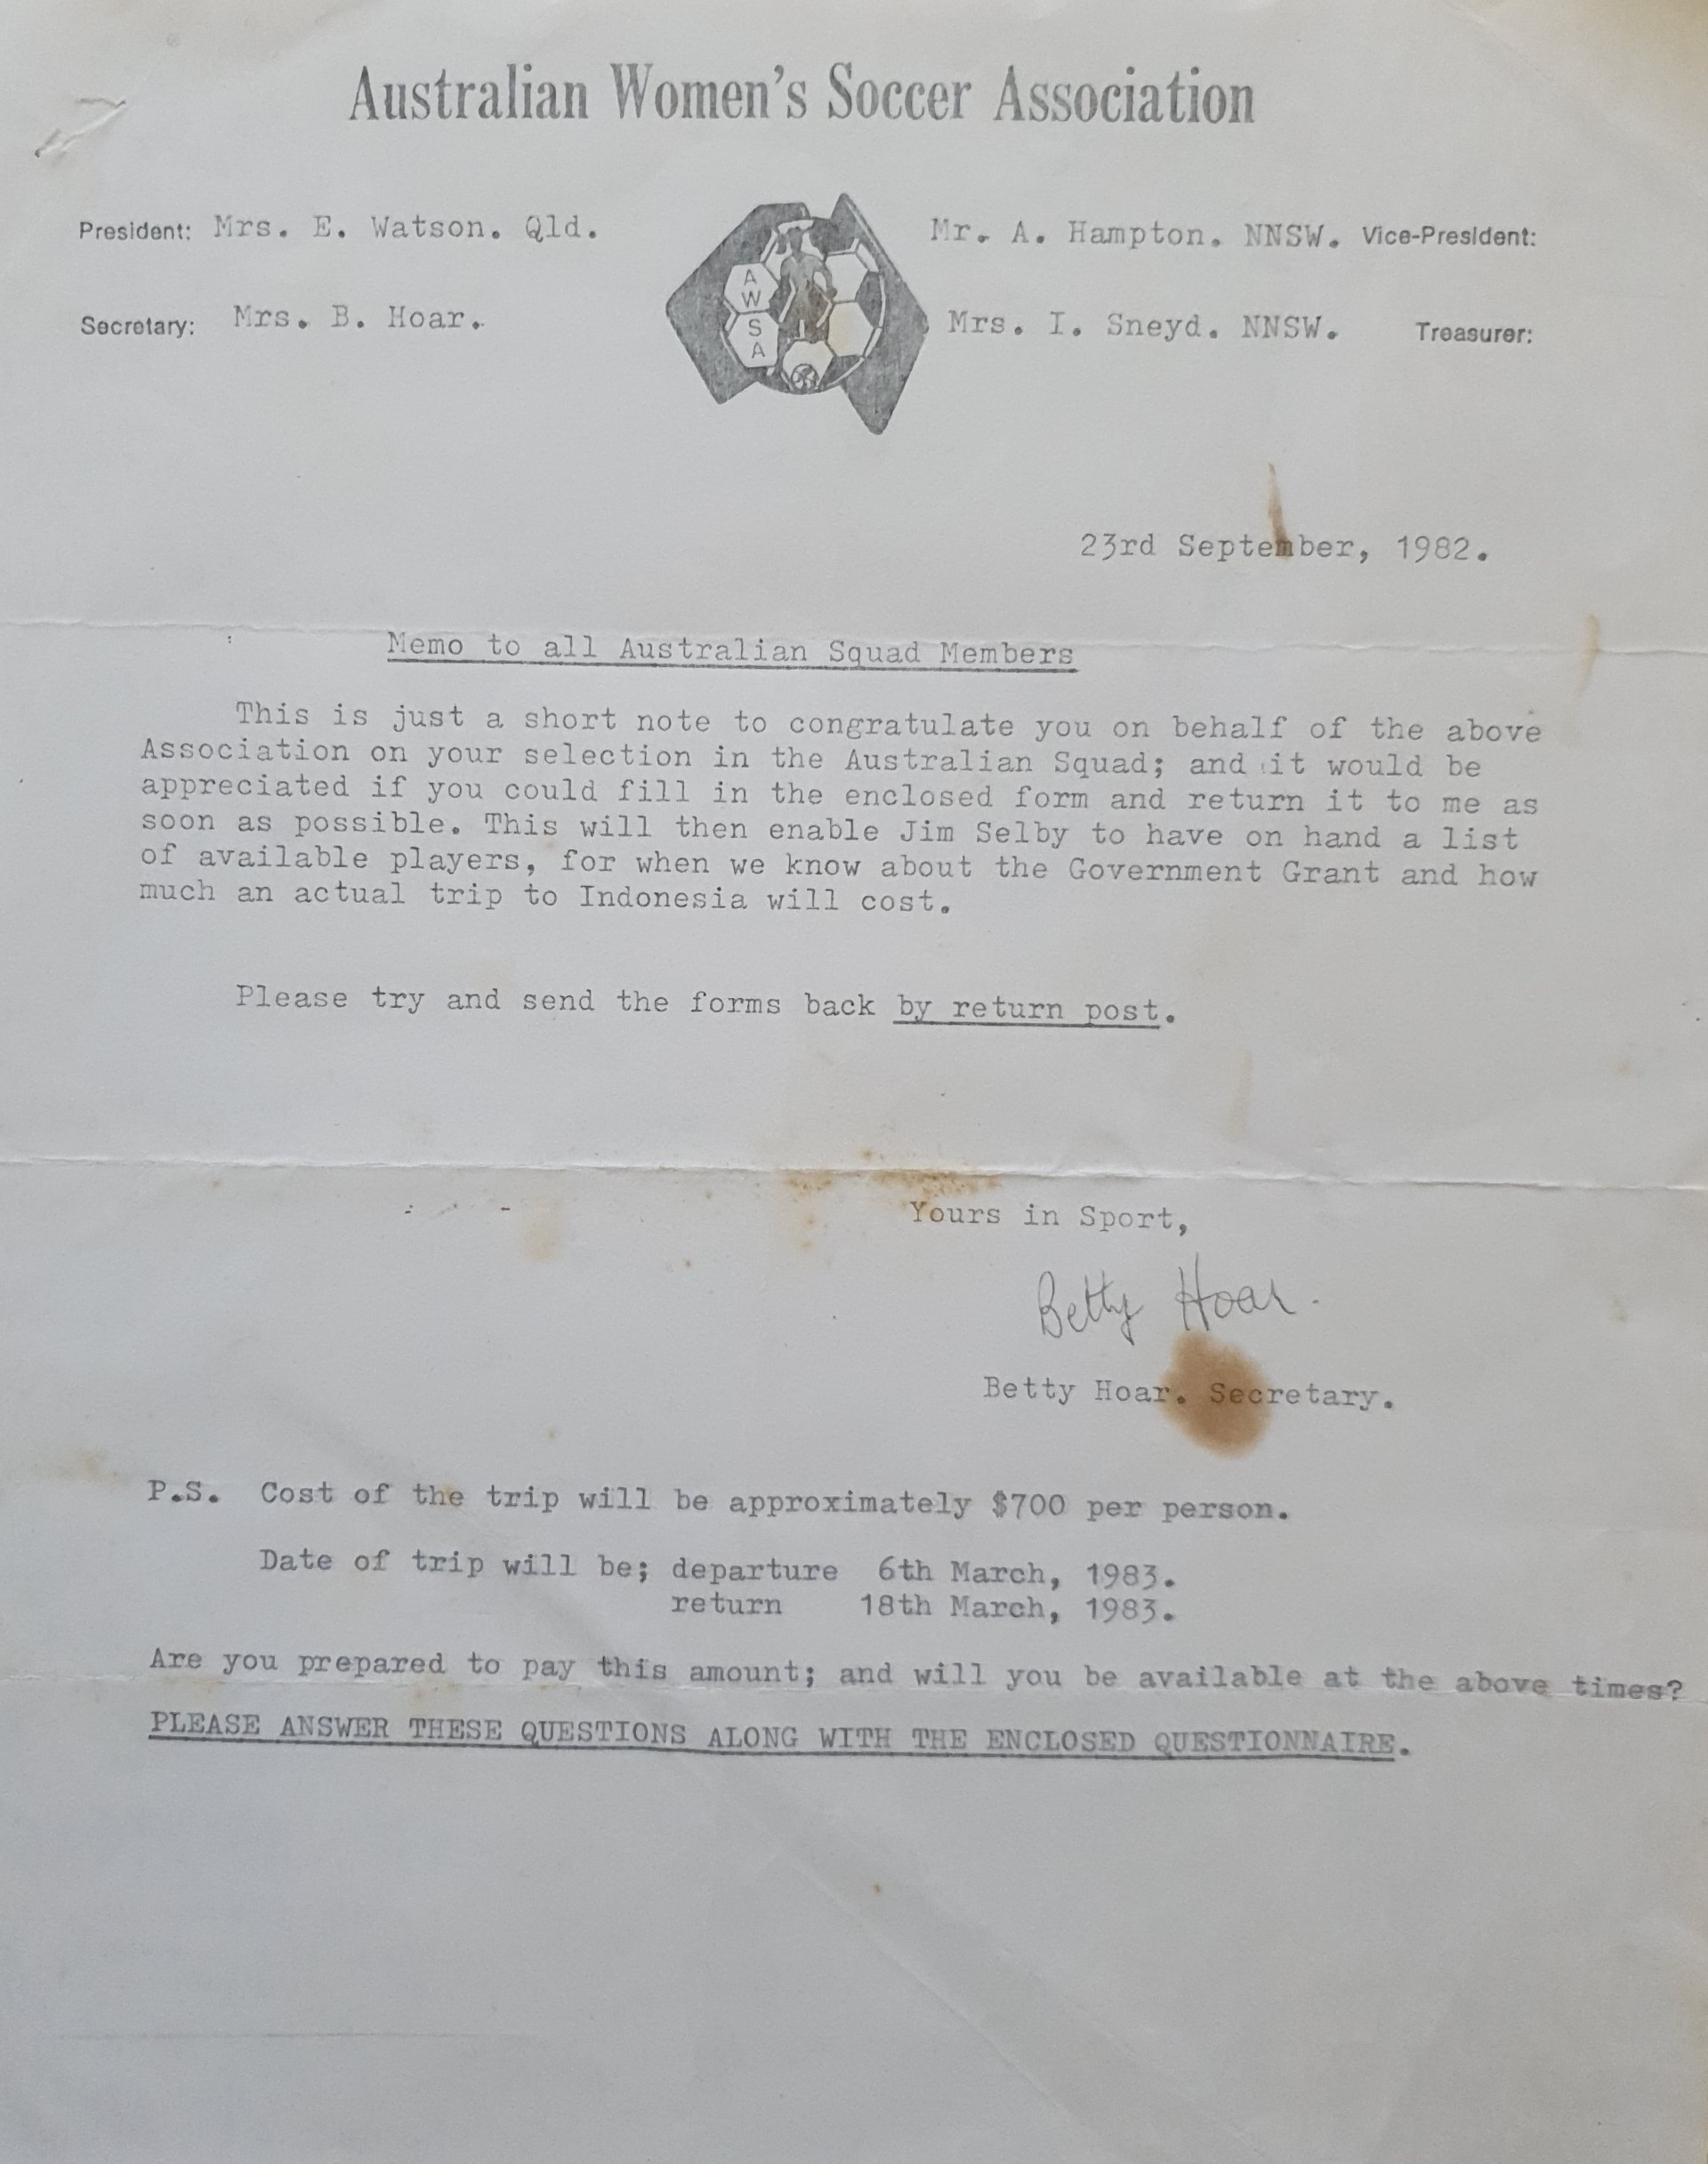 Australian Women's Soccer Association
President: Mrs. E. Watson. Qld.
Mr. A. Hampton. NNSW. Vice-President:
Secretary: Mrs. B. Hoar.
Mrs. I. Sneyd. NNSW. Treasurer:
A
W
S
A
23rd September, 1982.
Memo to all Australian Squad Members
This is just a short note to congratulate you on behalf of the above
Association on your selection in the Australian Squad; and it would be
appreciated if you could fill in the enclosed form and return it to me as
soon as possible. This will then enable Jim Selby to have on hand a list
of available players, for when we know about the Government Grant and how
much an actual trip to Indonesia will cost.
Please try and send the forms back by return post.
Yours in Sport,
Betty Hoar.
Betty Hoar. Secretary.
P.S. Cost of the trip will be approximately $700 per person.
Date of trip will be; departure 6th March, 1983.
return 18th March, 1983.
Are you prepared to pay this amount; and will you be available at the above times?
PLEASE ANSWER THESE QUESTIONS ALONG WITH THE ENCLOSED QUESTIONNAIRE.